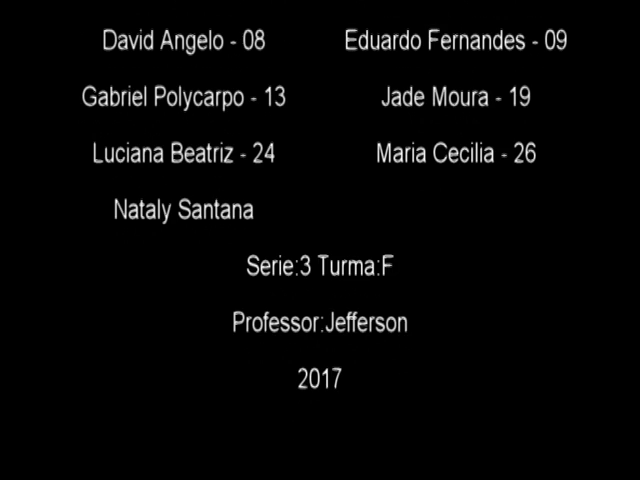 David Angelo - 08 Eduardo Fernandes - 09
Gabriel Polycarpo - 13 Jade Moura - 19
Luciana Beatriz - 24 Maria Cecilia - 26
Nataly Santana
Serie:3 Turma:F
Professor:Jefferson
2017